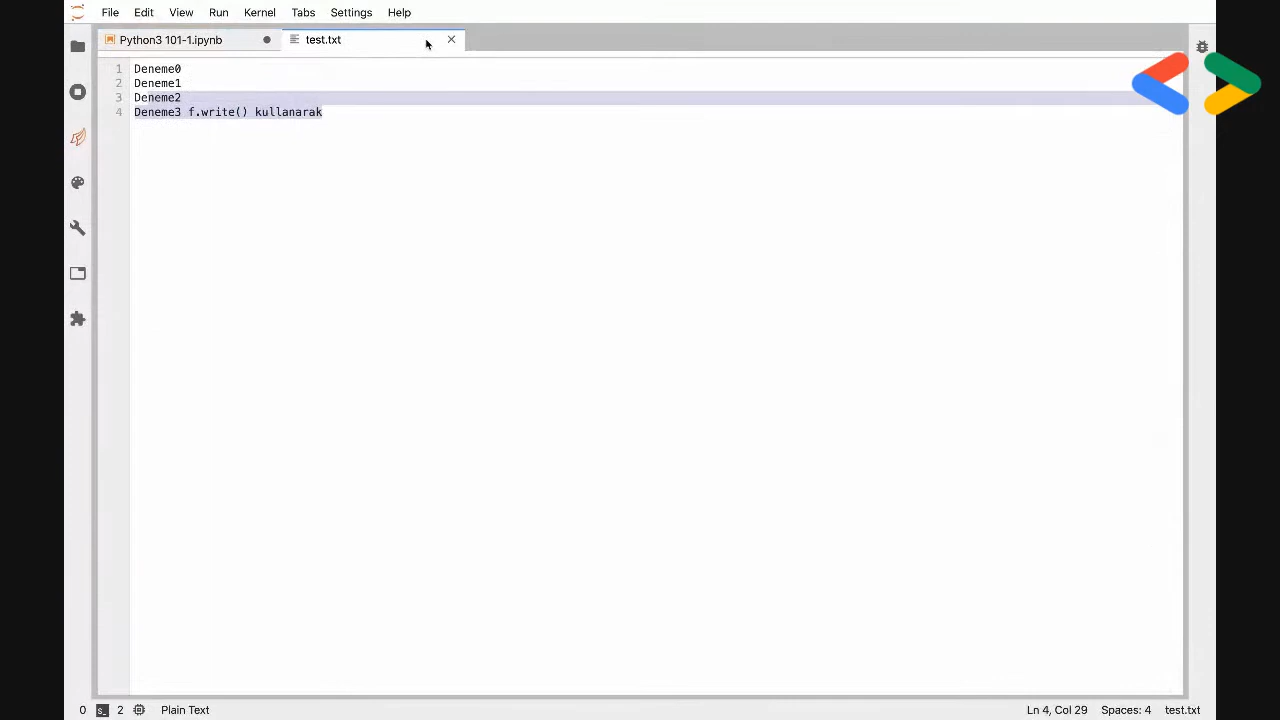 File Edit View Run Kernel Tabs Settings Help
Python3 101-1.ipynb test.txt
1 Deneme0
2 Deneme1
3 Deneme2
4 Deneme3 f.write() kullanarak
0 2 Plain Text Ln 4, Col 29 Spaces: 4 test.txt